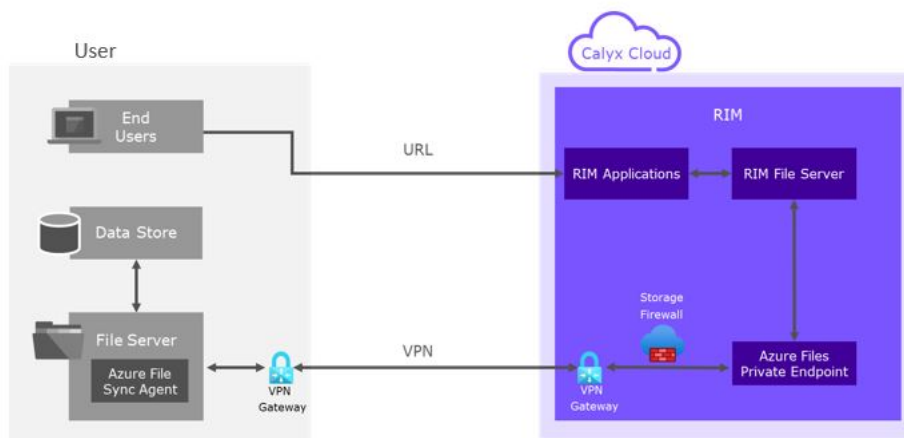 User
Calyx Cloud
End
Users
URL
RIM
RIM Applications
RIM File Server
Data Store
File Server
Azure File
Sync Agent
VPN
Gateway
VPN
VPN
Gateway
Storage
Firewall
Azure Files
Private Endpoint